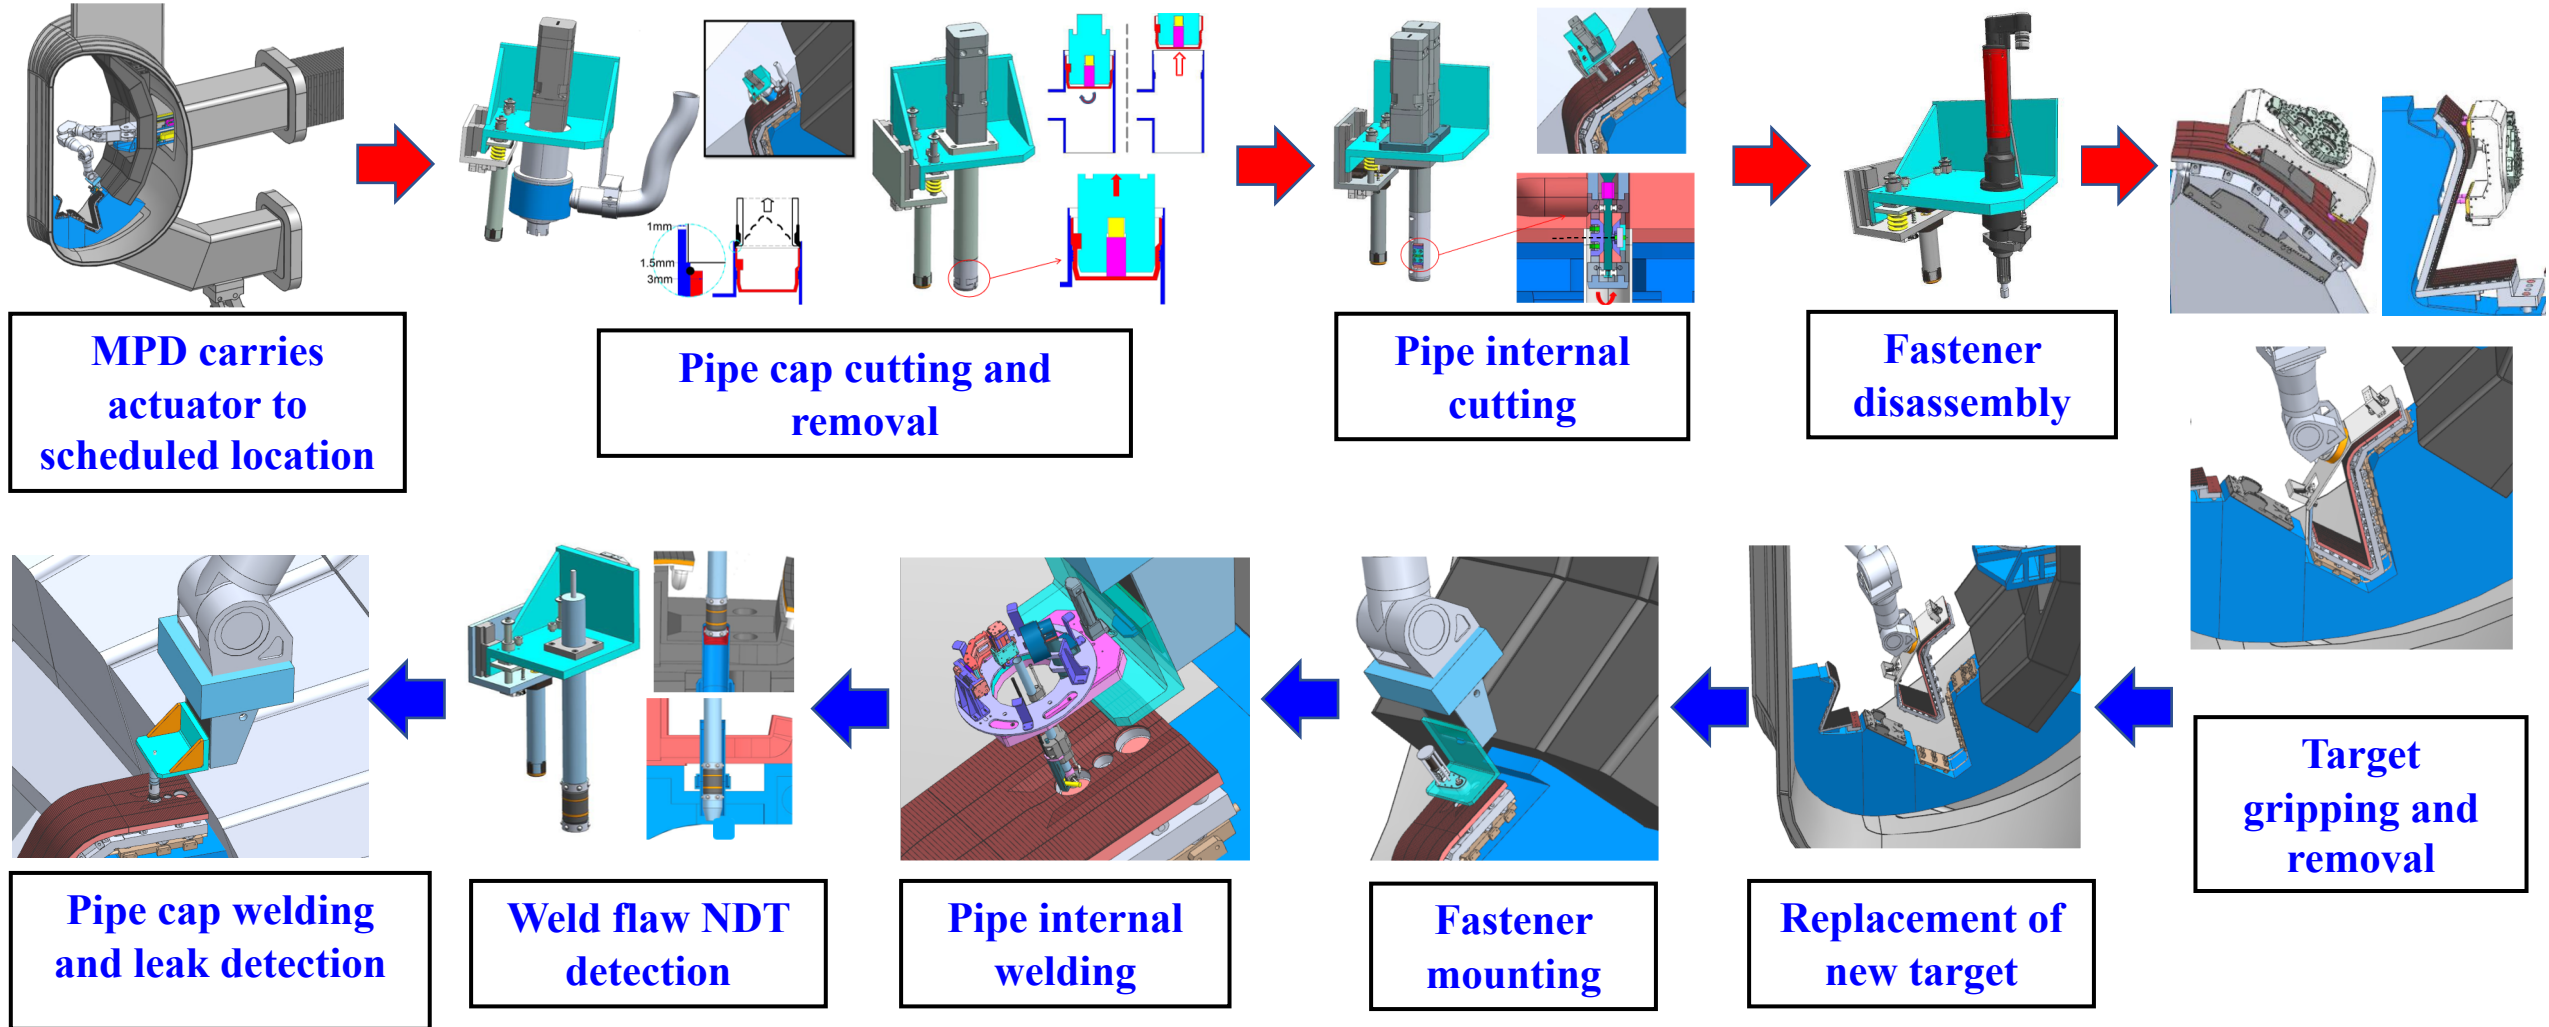 1mm
1.5mm
3mm
MPD carries
actuator to
scheduled location
Pipe cap cutting and
removal
Pipe internal
cutting
Fastener
disassembly
Target
gripping and
removal
Replacement of
new target
Fastener
mounting
Pipe internal
welding
Weld flaw NDT
detection
Pipe cap welding
and leak detection